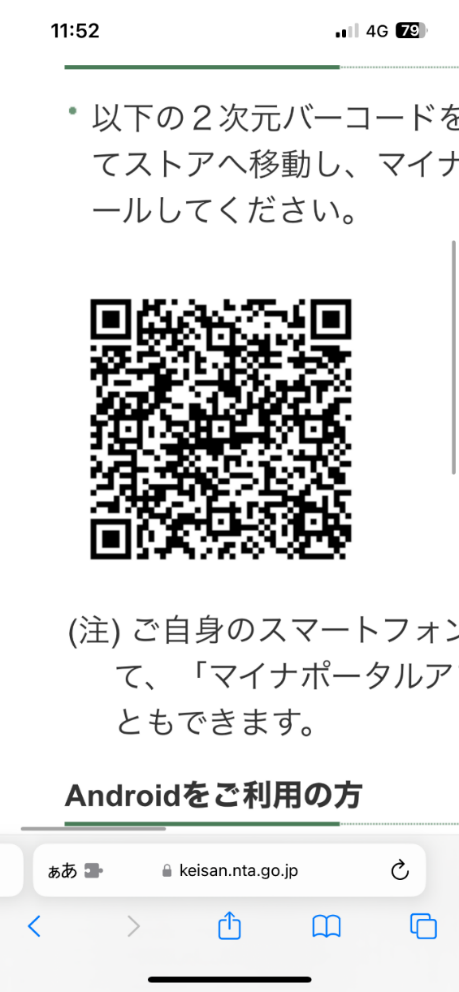 11:52
4G 79
以下の２次元バーコードを
てストアへ移動し、マイナ
ールしてください。
(注) ご自身のスマートフォン
て、「マイナポータルア
ともできます。
Androidをご利用の方
ぁあ keisan.nta.go.jp